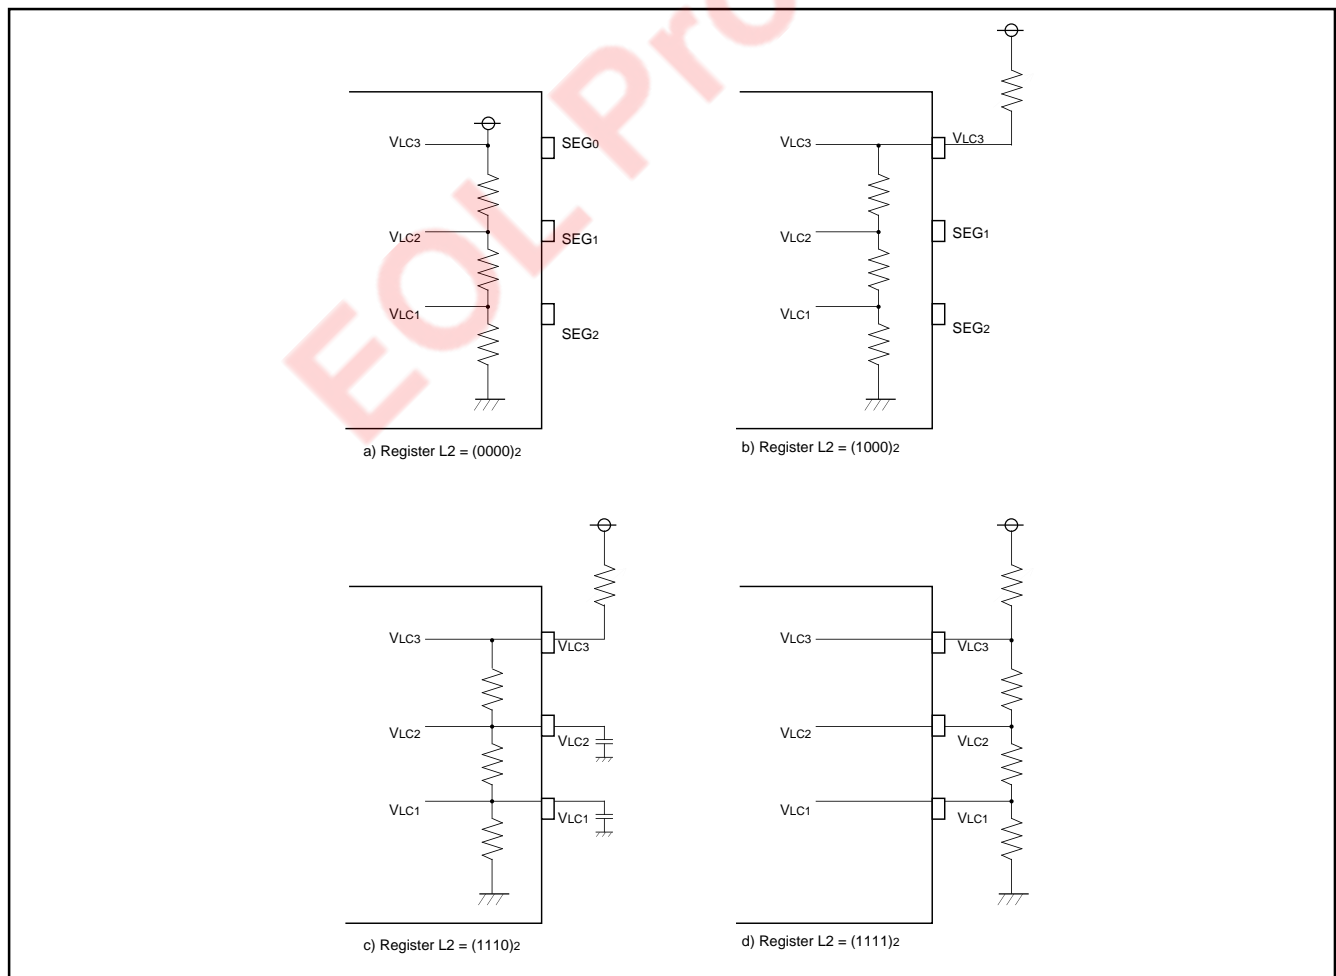 EOL Pro
VLC3
SEG0
VLC2
SEG1
VLC1
SEG2
a) Register L2 = (0000)2
VLC3
VLC3
VLC2
SEG1
VLC1
SEG2
b) Register L2 = (1000)2
VLC3
VLC3
VLC2
VLC2
VLC1
VLC1
c) Register L2 = (1110)2
VLC3
VLC3
VLC2
VLC2
VLC1
VLC1
d) Register L2 = (1111)2